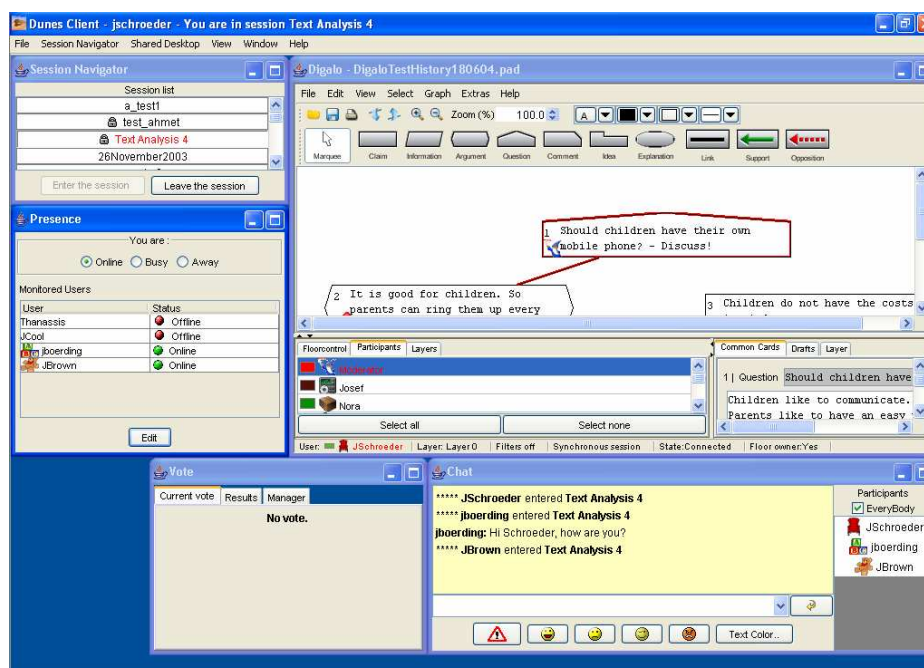 Dunes Client - jschroeder - You are in session Text Analysis 4
File Session Navigator Shared Desktop View Window Help
Session Navigator
Session list
a_test1
test_ahmet
Text Analysis 4
26November2003
Enter the session Leave the session
Presence
You are :
Online Busy Away
Monitored Users
User Status
Thanassis Offline
JCool Offline
jboerding Online
JBrown Online
Edit
Digalo - DigaloTestHistory180604.pad
File Edit View Select Graph Extras Help
Zoom (%) 100.0 A
Marquee Claim Information Argument Question Comment Idea Explanation Link Support Opposition
1 Should children have their own
mobile phone? - Discuss!
2 It is good for children. So
parents can ring them up every
3 Children do not have the costs
Floorcontrol Participants Layers
Moderator
Josef
Nora
Select all Select none
Common Cards Drafts Layer
1| Question Should children have
Children like to communicate.
Parents like to have an easy
User: JSchroeder Layer: Layer 0 Filters off Synchronous session State:Connected Floor owner:Yes
Vote
Current vote Results Manager
No vote.
Chat
***** JSchroeder entered Text Analysis 4
***** jboerding entered Text Analysis 4
jboerding: Hi Schroeder, how are you?
***** JBrown entered Text Analysis 4
Participants
EveryBody
JSchroeder
jboerding
JBrown
Text Color..